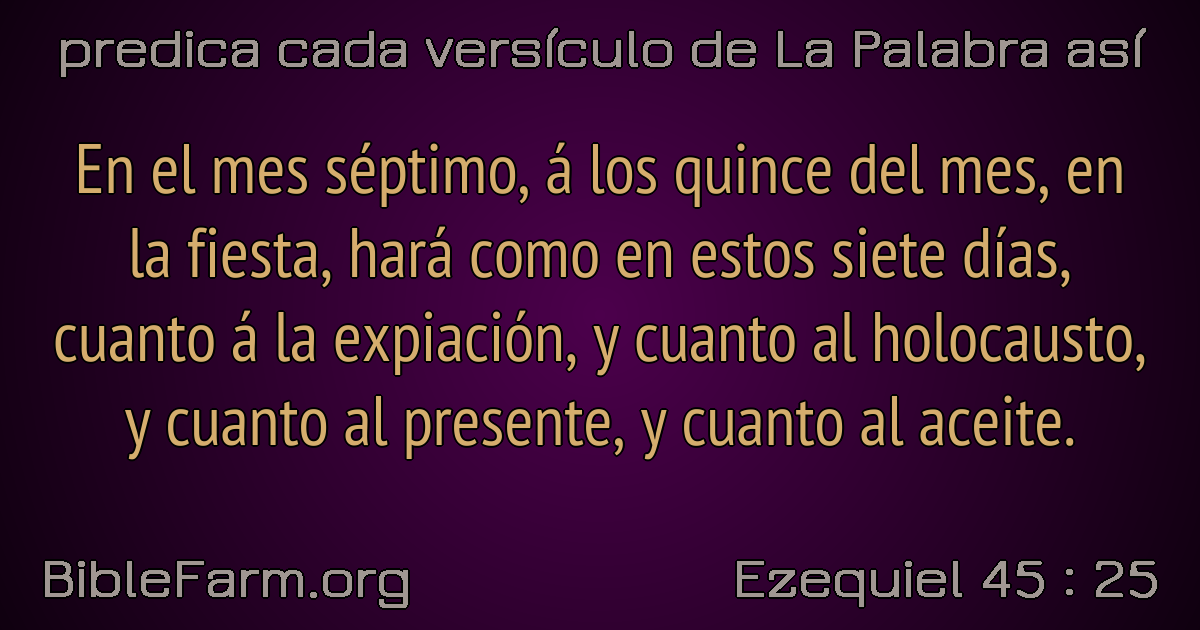 predica cada versículo de La Palabra así
En el mes séptimo, á los quince del mes, en
la fiesta, hará como en estos siete días,
cuanto á la expiación, y cuanto al holocausto,
y cuanto al presente, y cuanto al aceite.
BibleFarm.org
Ezequiel 45 : 25